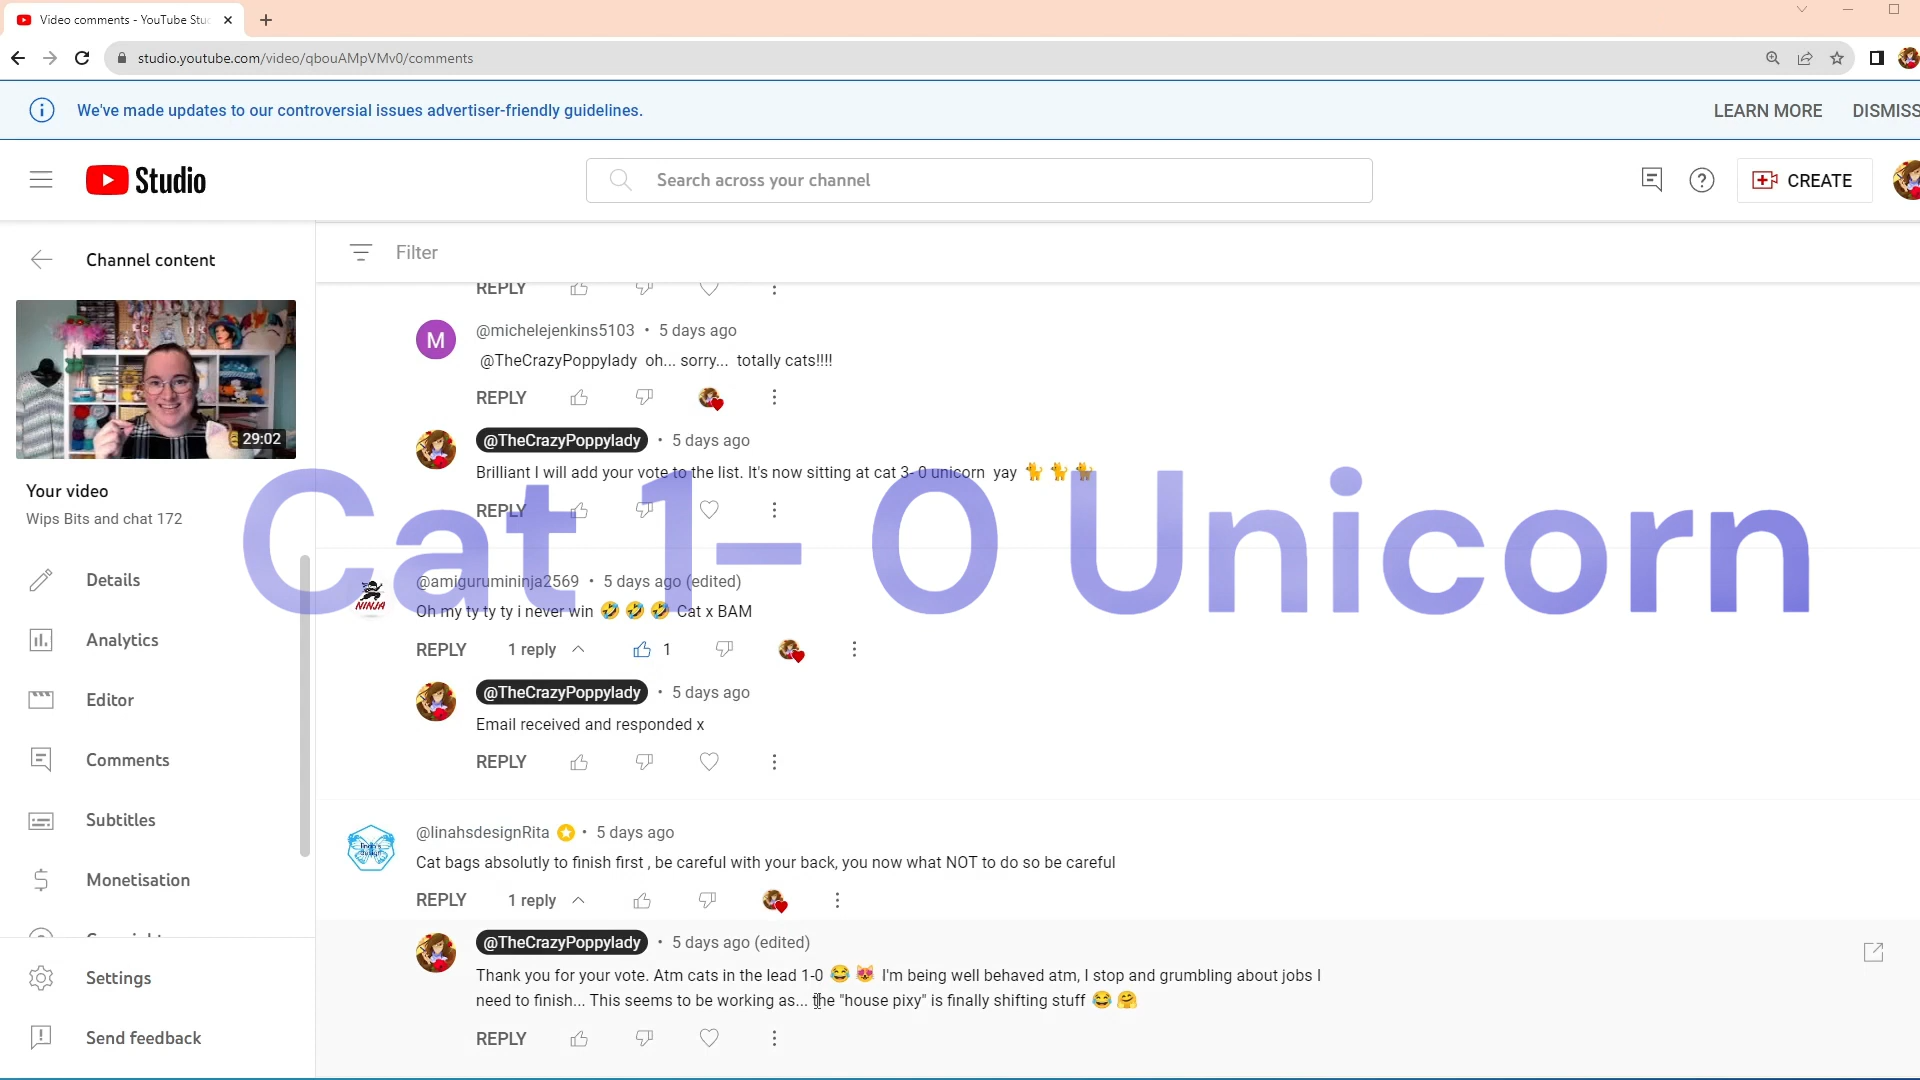 Video comments - YouTube Stu
studio.youtube.com/video/qbouAMpVMv0/comments
We've made updates to our controversial issues advertiser-friendly guidelines.
LEARN MORE
DISMISS
Studio
Search across your channel
CREATE
Channel content
Filter
29:02
Your video
Wips Bits and chat 172
Details
Analytics
Editor
Comments
Subtitles
Monetisation
Settings
Send feedback
REPLY
M
@michelejenkins5103 • 5 days ago
@TheCrazyPoppylady oh... sorry... totally cats!!!!
REPLY
@TheCrazyPoppylady • 5 days ago
Brilliant I will add your vote to the list. It's now sitting at cat 3- 0 unicorn yay 🐈 🐈 🐈
REPLY
Cat 1– 0 Unicorn
NINJA
@amigurumininja2569 • 5 days ago (edited)
Oh my ty ty ty i never win 🤣 🤣 🤣 Cat x BAM
REPLY 1 reply 1
@TheCrazyPoppylady • 5 days ago
Email received and responded x
REPLY
@linahsdesignRita • 5 days ago
Cat bags absolutly to finish first , be careful with your back, you now what NOT to do so be careful
REPLY 1 reply
@TheCrazyPoppylady • 5 days ago (edited)
Thank you for your vote. Atm cats in the lead 1-0 😂 😻 I'm being well behaved atm, I stop and grumbling about jobs I
need to finish... This seems to be working as... the "house pixy" is finally shifting stuff 😂 🤗
REPLY